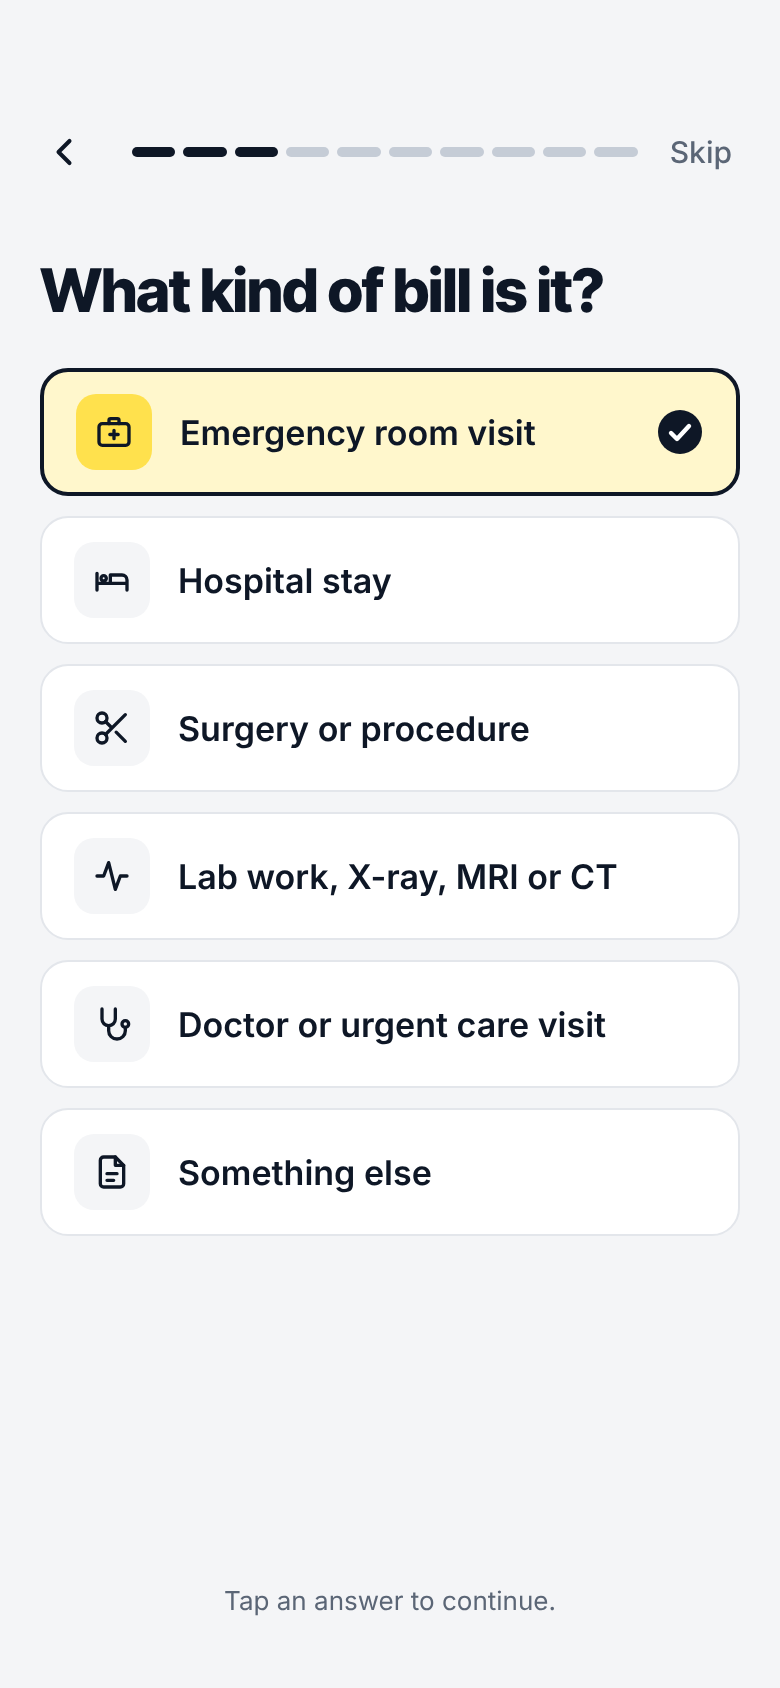 Skip
What kind of bill is it?
Emergency room visit
Hospital stay
Surgery or procedure
Lab work, X-ray, MRI or CT
Doctor or urgent care visit
Something else
Tap an answer to continue.